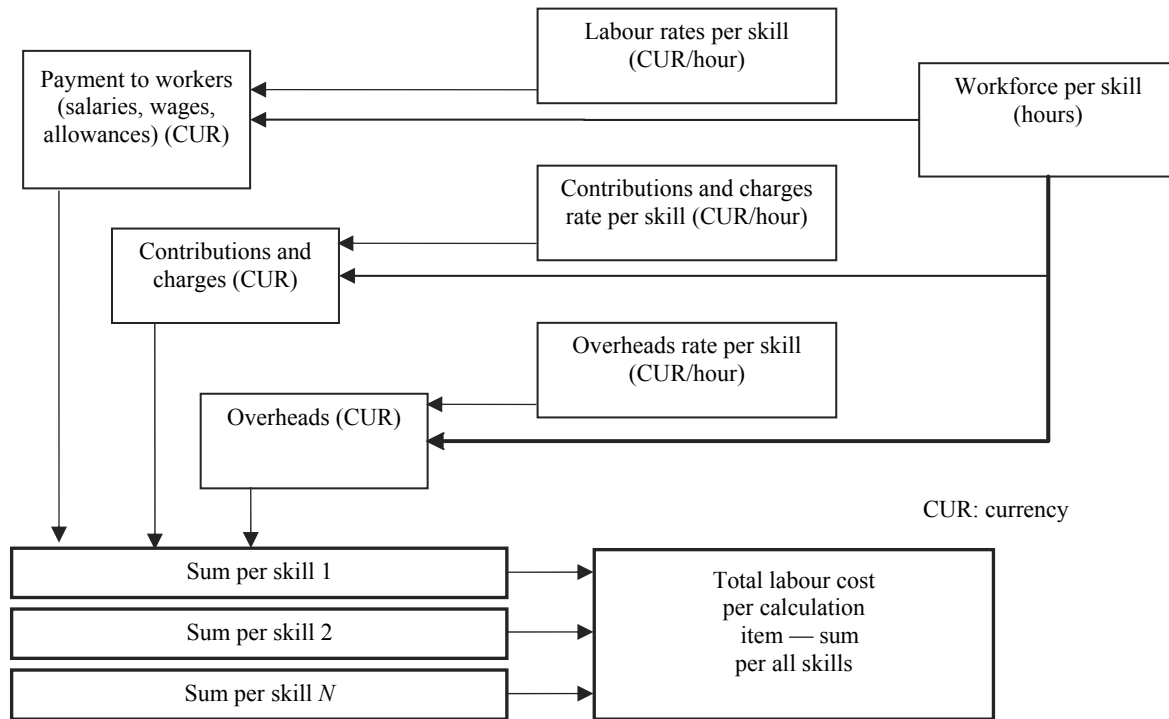 Labour rates per skill
(CUR/hour)
Payment to workers
(salaries, wages,
allowances) (CUR)
Workforce per skill
(hours)
Contributions and charges
rate per skill (CUR/hour)
Contributions and
charges (CUR)
Overheads rate per skill
(CUR/hour)
Overheads (CUR)
CUR: currency
Sum per skill 1
Sum per skill 2
Sum per skill N
Total labour cost
per calculation
item — sum
per all skills